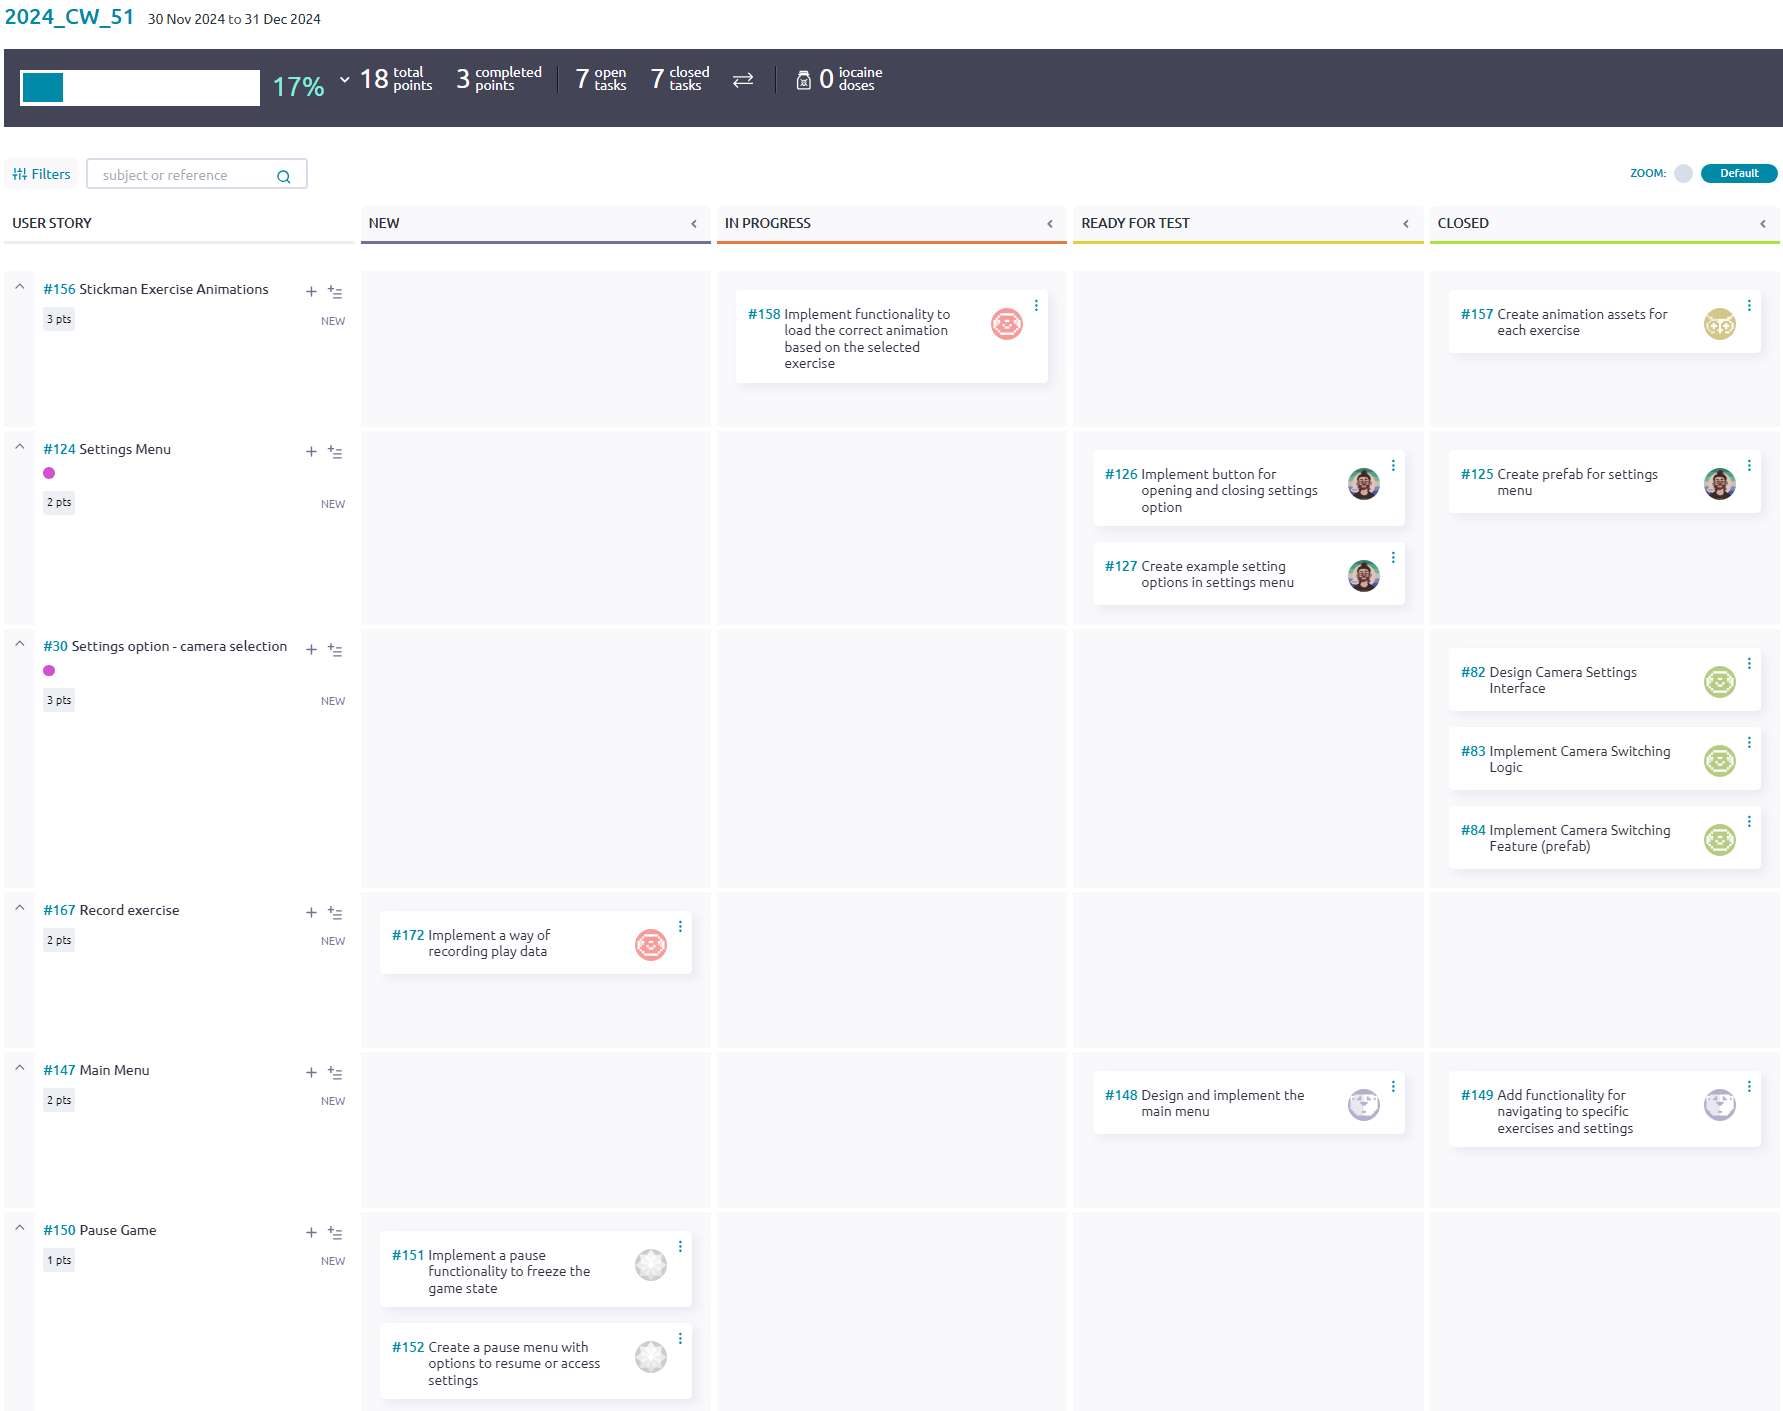 2024_CW_51 30 Nov 2024 to 31 Dec 2024
17% 18 total points 3 completed points 7 open tasks 7 closed tasks 0 iocaine doses
Filters subject or reference ZOOM: Default
USER STORY NEW IN PROGRESS READY FOR TEST CLOSED
#156 Stickman Exercise Animations
3 pts NEW
#158 Implement functionality to
load the correct animation
based on the selected
exercise
#157 Create animation assets for
each exercise
#124 Settings Menu
2 pts NEW
#126 Implement button for
opening and closing settings
option
#127 Create example setting
options in settings menu
#125 Create prefab for settings
menu
#30 Settings option - camera selection
3 pts NEW
#82 Design Camera Settings
Interface
#83 Implement Camera Switching
Logic
#84 Implement Camera Switching
Feature (prefab)
#167 Record exercise
2 pts NEW
#172 Implement a way of
recording play data
#147 Main Menu
2 pts NEW
#148 Design and implement the
main menu
#149 Add functionality for
navigating to specific
exercises and settings
#150 Pause Game
1 pts NEW
#151 Implement a pause
functionality to freeze the
game state
#152 Create a pause menu with
options to resume or access
settings